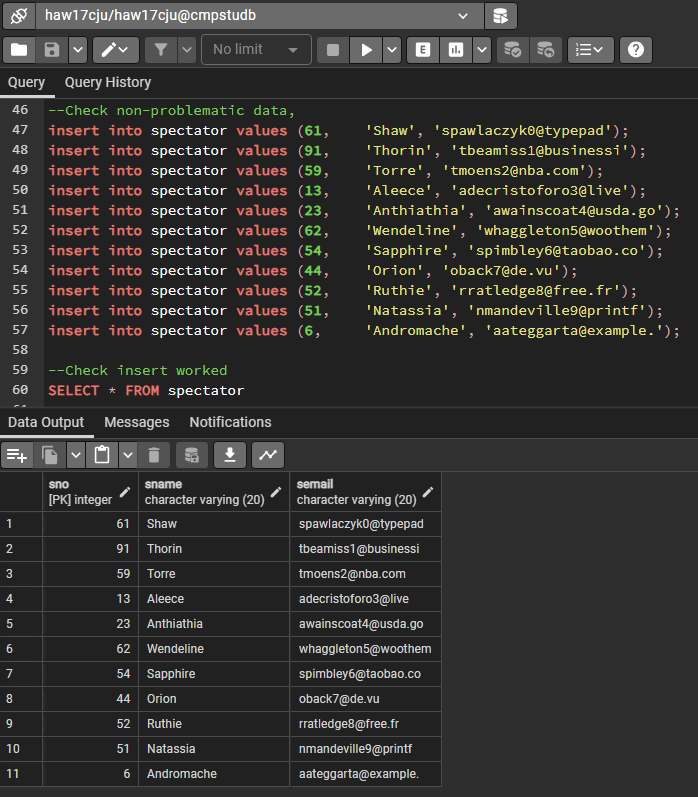 haw17cju/haw17cju@cmpstudb
No limit
E
Query Query History
46 --Check non-problematic data,
47 insert into spectator values (61, 'Shaw', 'spawlaczyk0@typepad');
48 insert into spectator values (91, 'Thorin', 'tbeamiss1@businessi');
49 insert into spectator values (59, 'Torre', 'tmoens2@nba.com');
50 insert into spectator values (13, 'Aleece', 'adecristoforo3@live');
51 insert into spectator values (23, 'Anthiathia', 'awainscoat4@usda.go');
52 insert into spectator values (62, 'Wendeline', 'whaggleton5@woothem');
53 insert into spectator values (54, 'Sapphire', 'spimbley6@taobao.co');
54 insert into spectator values (44, 'Orion', 'oback7@de.vu');
55 insert into spectator values (52, 'Ruthie', 'rratledge8@free.fr');
56 insert into spectator values (51, 'Natassia', 'nmandeville9@printf');
57 insert into spectator values (6, 'Andromache', 'aateggarta@example.');
58
59 --Check insert worked
60 SELECT * FROM spectator
Data Output Messages Notifications
sno sname semail
[PK] integer character varying (20) character varying (20)
1 61 Shaw spawlaczyk0@typepad
2 91 Thorin tbeamiss1@businessi
3 59 Torre tmoens2@nba.com
4 13 Aleece adecristoforo3@live
5 23 Anthiathia awainscoat4@usda.go
6 62 Wendeline whaggleton5@woothem
7 54 Sapphire spimbley6@taobao.co
8 44 Orion oback7@de.vu
9 52 Ruthie rratledge8@free.fr
10 51 Natassia nmandeville9@printf
11 6 Andromache aateggarta@example.